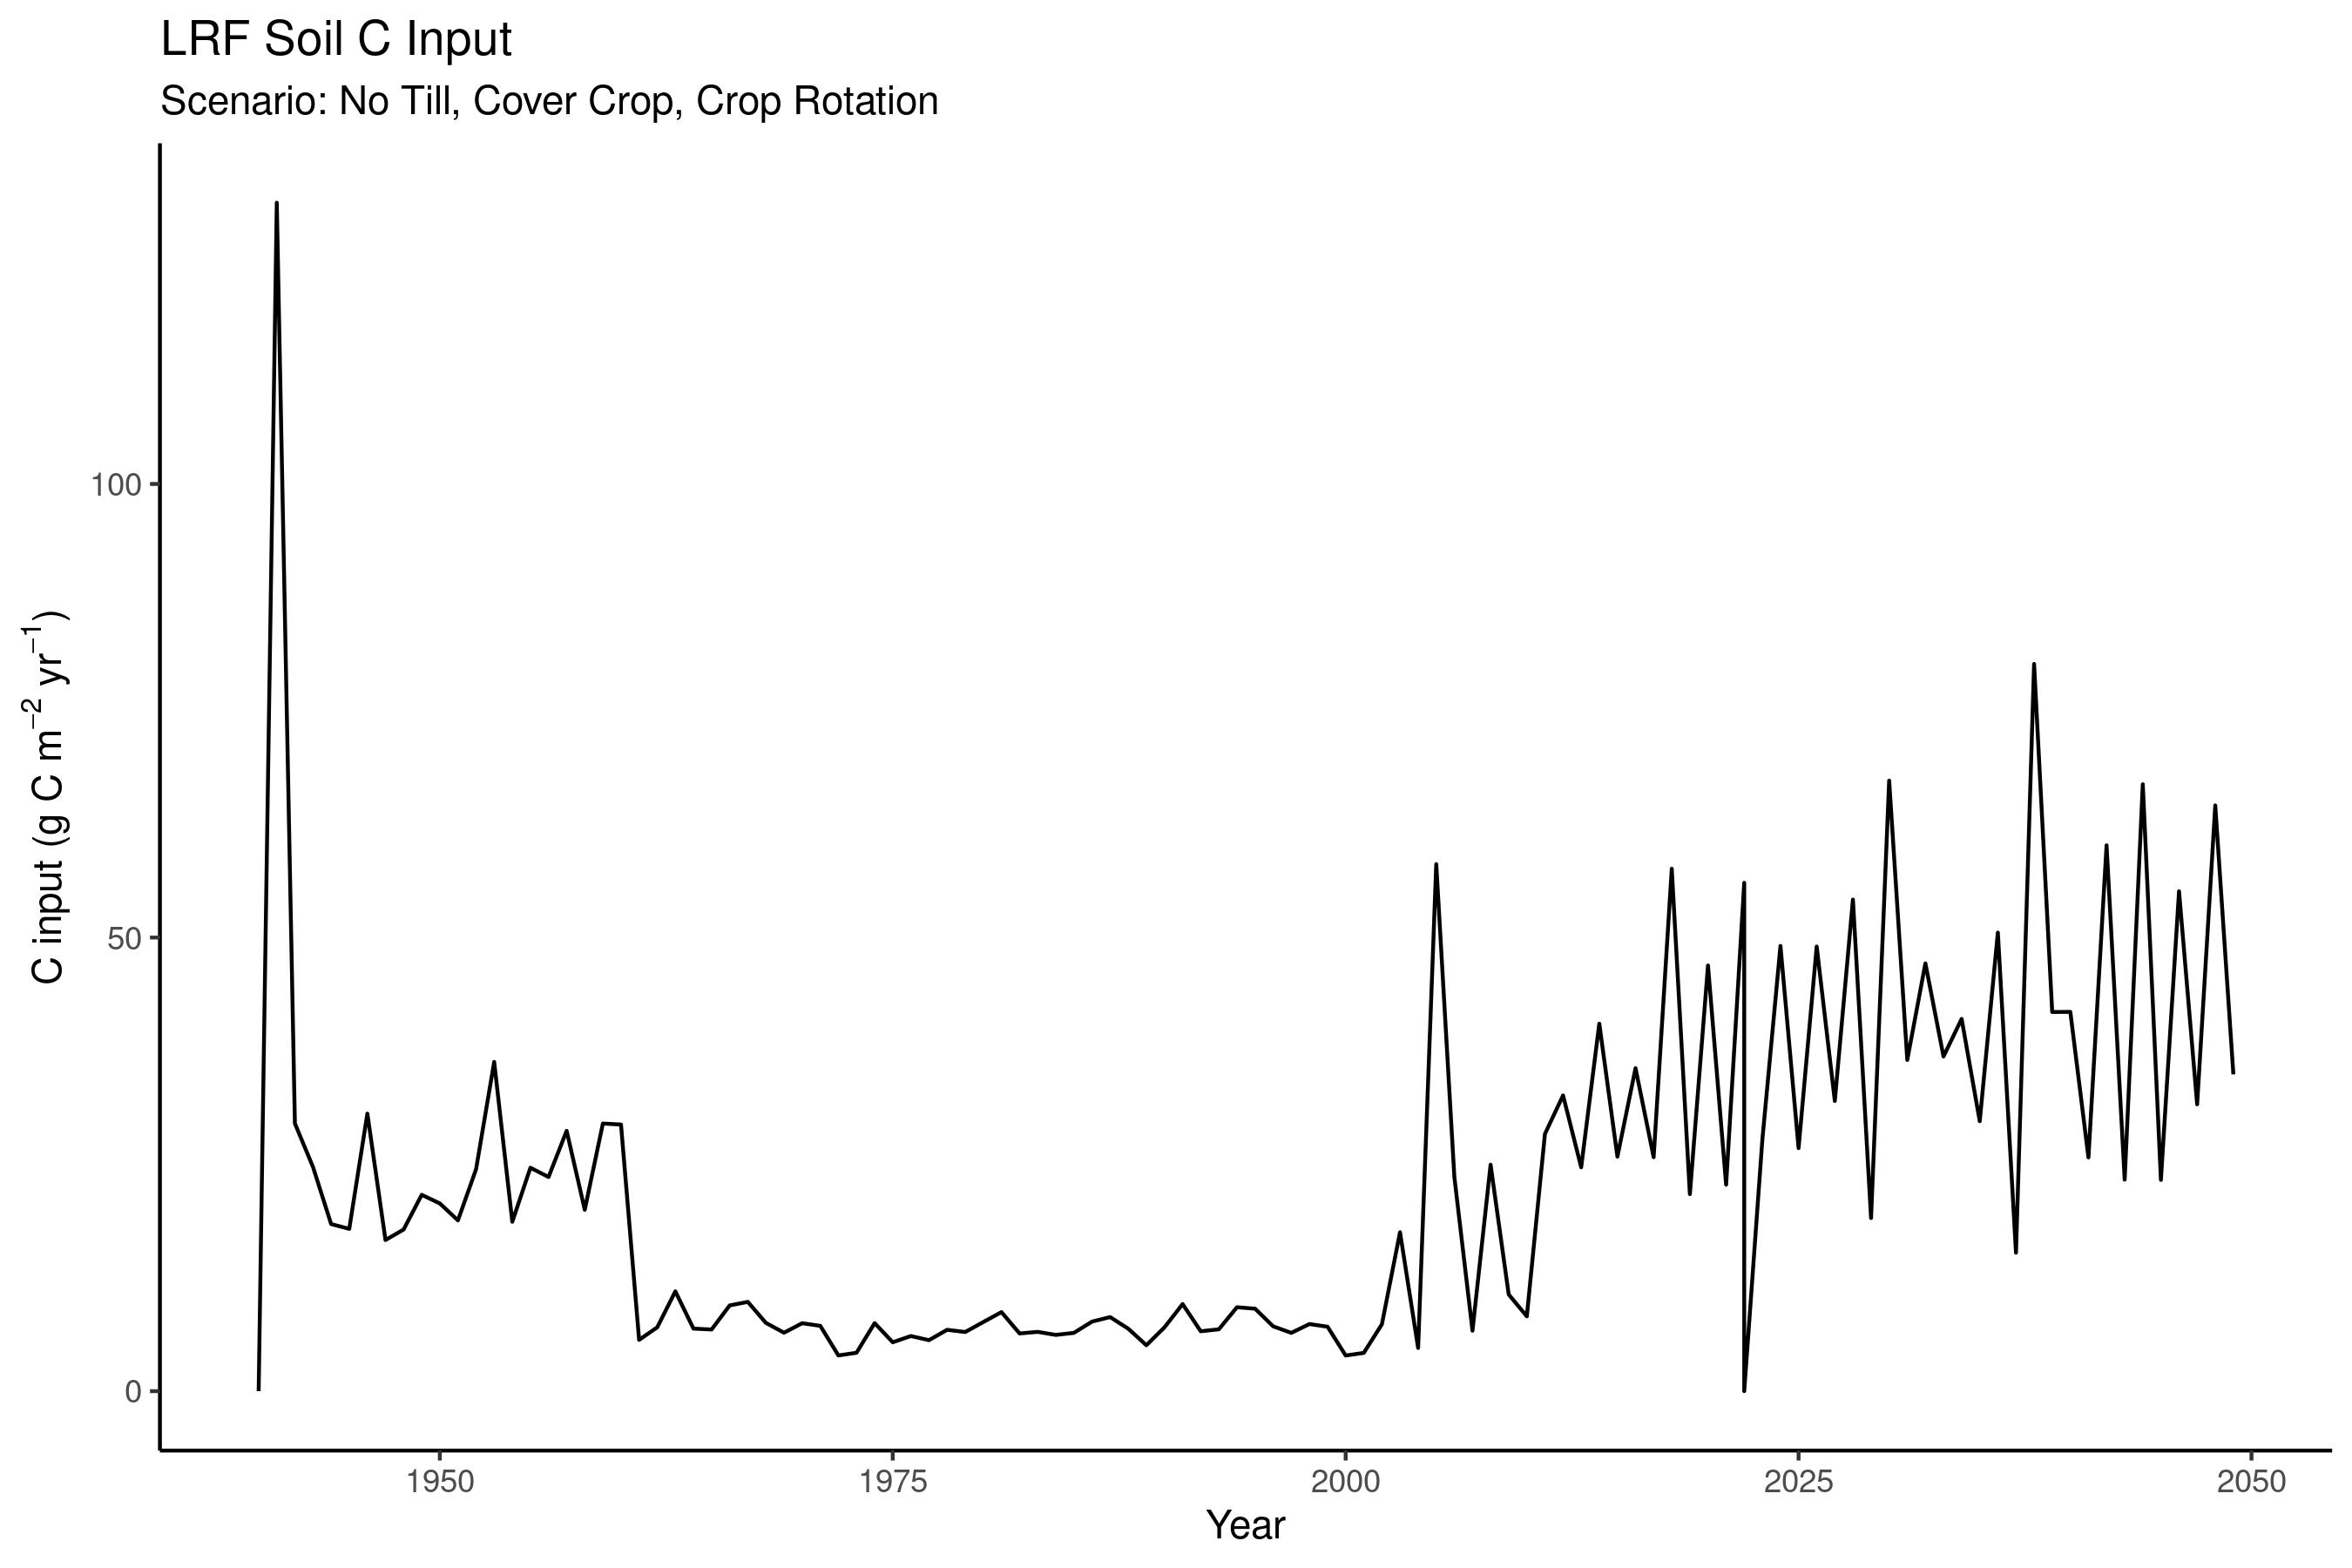 LRF Soil C Input
Scenario: No Till, Cover Crop, Crop Rotation
C input (g C m⁻² yr⁻¹)
100
50
0
1950 1975 2000 2025 2050
Year